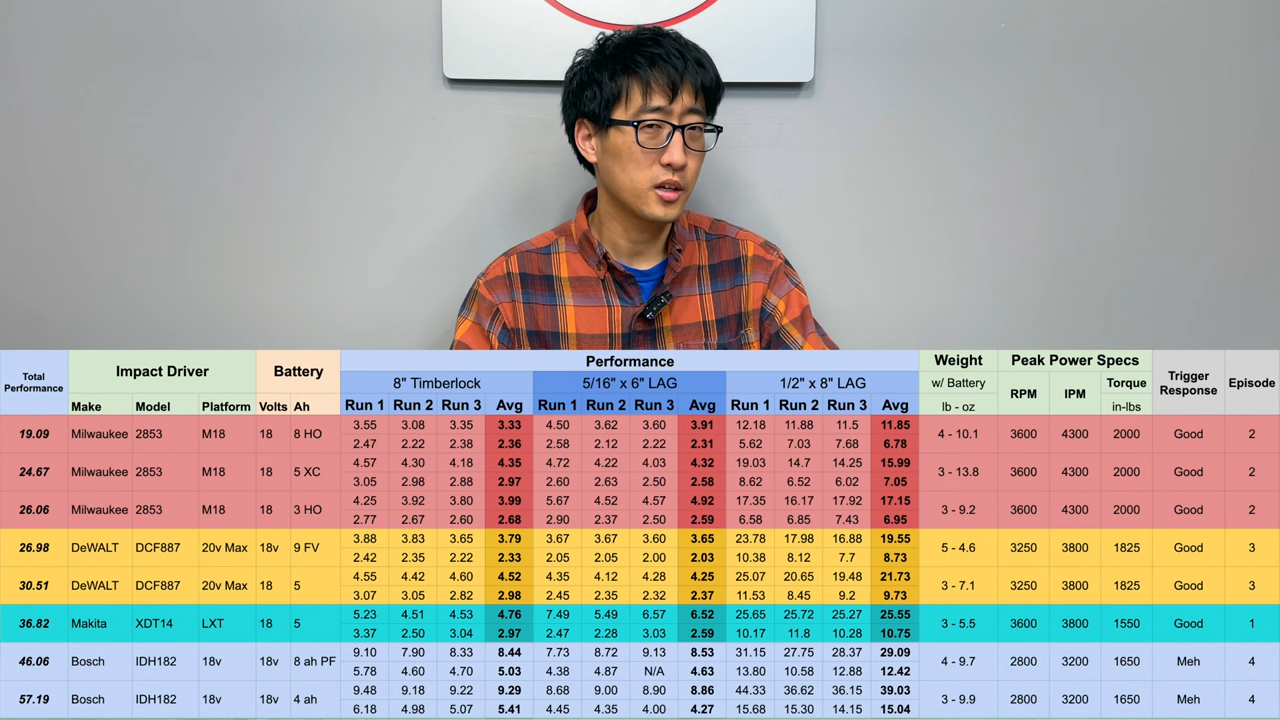 Total Performance Impact Driver Battery Performance Weight Peak Power Specs Trigger Response Episode
8" Timberlock 5/16" x 6" LAG 1/2" x 8" LAG w/ Battery RPM IPM Torque
Make Model Platform Volts Ah Run 1 Run 2 Run 3 Avg Run 1 Run 2 Run 3 Avg Run 1 Run 2 Run 3 Avg lb - oz in-lbs
19.09 Milwaukee 2853 M18 18 8 HO 3.55 3.08 3.35 3.33 4.50 3.62 3.60 3.91 12.18 11.88 11.5 11.85 4 - 10.1 3600 4300 2000 Good 2
2.47 2.22 2.38 2.36 2.58 2.12 2.22 2.31 5.62 7.03 7.68 6.78
24.67 Milwaukee 2853 M18 18 5 XC 4.57 4.30 4.18 4.35 4.72 4.22 4.03 4.32 19.03 14.7 14.25 15.99 3 - 13.8 3600 4300 2000 Good 2
3.05 2.98 2.88 2.97 2.60 2.63 2.50 2.58 8.62 6.52 6.02 7.05
26.06 Milwaukee 2853 M18 18 3 HO 4.25 3.92 3.80 3.99 5.67 4.52 4.57 4.92 17.35 16.17 17.92 17.15 3 - 9.2 3600 4300 2000 Good 2
2.77 2.67 2.60 2.68 2.90 2.37 2.50 2.59 6.58 6.85 7.43 6.95
26.98 DeWALT DCF887 20v Max 18v 9 FV 3.88 3.83 3.65 3.79 3.67 3.67 3.60 3.65 23.78 17.98 16.88 19.55 5 - 4.6 3250 3800 1825 Good 3
2.42 2.35 2.22 2.33 2.05 2.05 2.00 2.03 10.38 8.12 7.7 8.73
30.51 DeWALT DCF887 20v Max 18 5 4.55 4.42 4.60 4.52 4.35 4.12 4.28 4.25 25.07 20.65 19.48 21.73 3 - 7.1 3250 3800 1825 Good 3
3.07 3.05 2.82 2.98 2.45 2.35 2.32 2.37 11.53 8.45 9.2 9.73
36.82 Makita XDT14 LXT 18 5 5.23 4.51 4.53 4.76 7.49 5.49 6.57 6.52 25.65 25.72 25.27 25.55 3 - 5.5 3600 3800 1550 Good 1
3.37 2.50 3.04 2.97 2.47 2.28 3.03 2.59 10.17 11.8 10.28 10.75
46.06 Bosch IDH182 18v 18v 8 ah PF 9.10 7.90 8.33 8.44 7.73 8.72 9.13 8.53 31.15 27.75 28.37 29.09 4 - 9.7 2800 3200 1650 Meh 4
5.78 4.60 4.70 5.03 4.38 4.87 N/A 4.63 13.80 10.58 12.88 12.42
57.19 Bosch IDH182 18v 18v 4 ah 9.48 9.18 9.22 9.29 8.68 9.00 8.90 8.86 44.33 36.62 36.15 39.03 3 - 9.9 2800 3200 1650 Meh 4
6.18 4.98 5.07 5.41 4.45 4.35 4.00 4.27 15.68 15.30 14.15 15.04